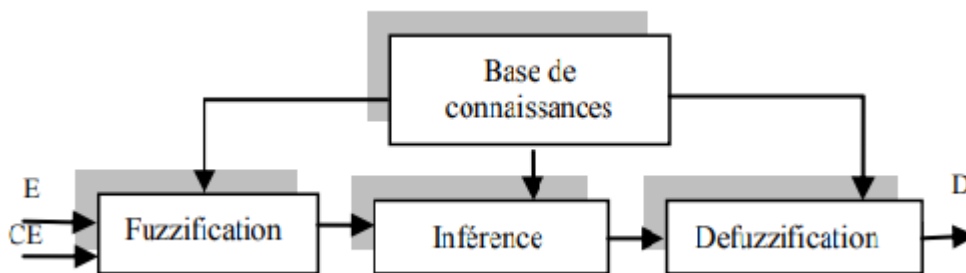 Base de
connaissances
E
CE
Fuzzification
Inférence
Defuzzification
D